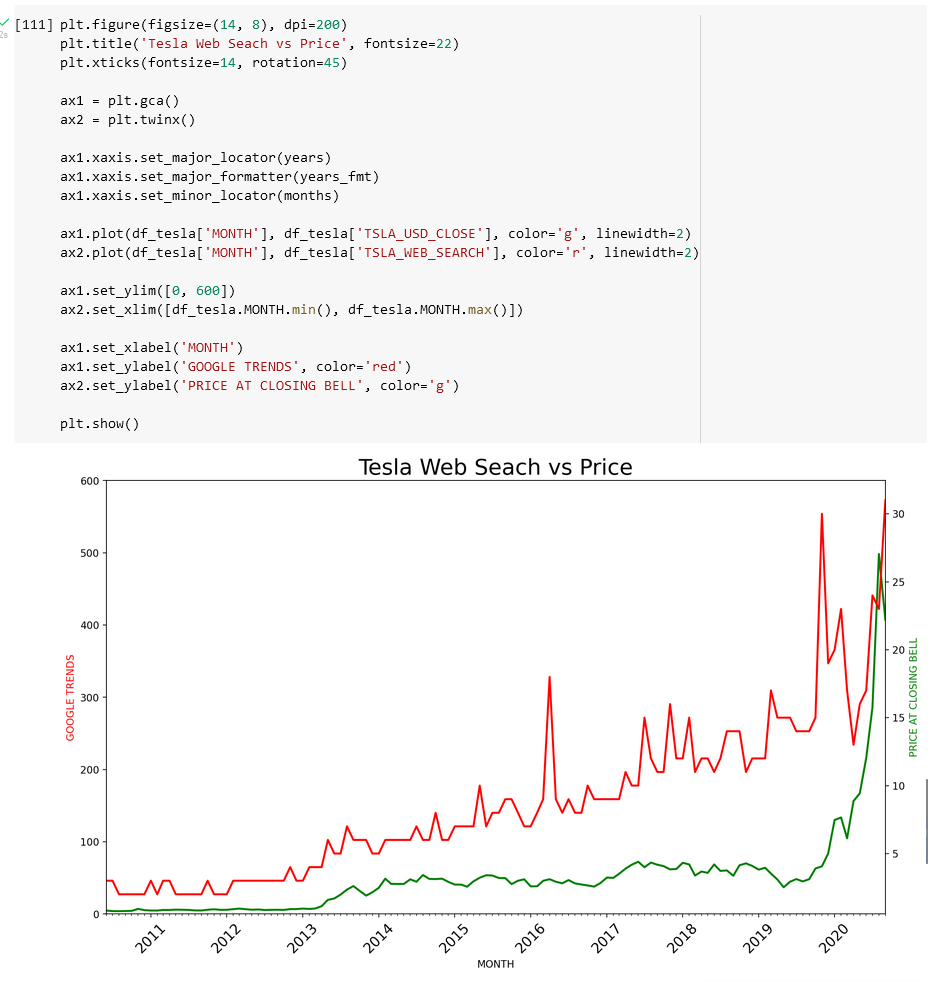 [111] plt.figure(figsize=(14, 8), dpi=200)
2s
plt.title('Tesla Web Seach vs Price', fontsize=22)
plt.xticks(fontsize=14, rotation=45)
ax1 = plt.gca()
ax2 = plt.twinx()
ax1.xaxis.set_major_locator(years)
ax1.xaxis.set_major_formatter(years_fmt)
ax1.xaxis.set_minor_locator(months)
ax1.plot(df_tesla['MONTH'], df_tesla['TSLA_USD_CLOSE'], color='g', linewidth=2)
ax2.plot(df_tesla['MONTH'], df_tesla['TSLA_WEB_SEARCH'], color='r', linewidth=2)
ax1.set_ylim([0, 600])
ax2.set_xlim([df_tesla.MONTH.min(), df_tesla.MONTH.max()])
ax1.set_xlabel('MONTH')
ax1.set_ylabel('GOOGLE TRENDS', color='red')
ax2.set_ylabel('PRICE AT CLOSING BELL', color='g')
plt.show()
Tesla Web Seach vs Price
600
500
400
300
200
100
0
GOOGLE TRENDS
30
25
20
15
10
5
PRICE AT CLOSING BELL
2011 2012 2013 2014 2015 2016 2017 2018 2019 2020
MONTH